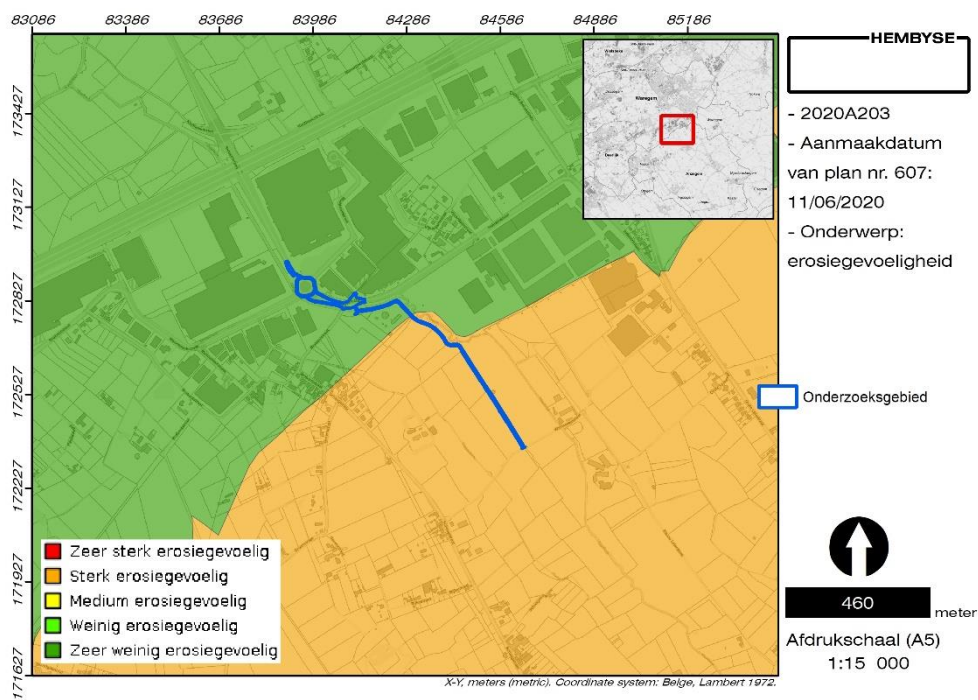 83086 83386 83686 83986 84286 84586 84886 85186
173427
173127
172827
172527
172227
171927
171627
HEMBYSE
- 2020A203
- Aanmaakdatum
van plan nr. 607:
11/06/2020
- Onderwerp:
erosiegevoeligheid
Onderzoeksgebied
Zeer sterk erosiegevoelig
Sterk erosiegevoelig
Medium erosiegevoelig
Weinig erosiegevoelig
Zeer weinig erosiegevoelig
460
meter
Afdrukschaal (A5)
1:15 000
X-Y, meters (metric). Coordinate system: Belge, Lambert 1972.